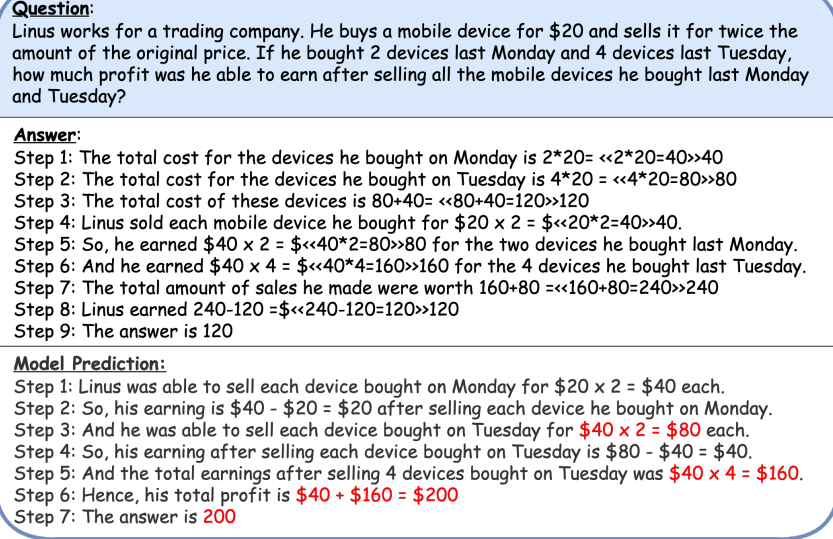 Question:
Linus works for a trading company. He buys a mobile device for $20 and sells it for twice the
amount of the original price. If he bought 2 devices last Monday and 4 devices last Tuesday,
how much profit was he able to earn after selling all the mobile devices he bought last Monday
and Tuesday?
Answer:
Step 1: The total cost for the devices he bought on Monday is 2*20= <<2*20=40>>40
Step 2: The total cost for the devices he bought on Tuesday is 4*20 = <<4*20=80>>80
Step 3: The total cost of these devices is 80+40= <<80+40=120>>120
Step 4: Linus sold each mobile device he bought for $20 x 2 = $<<20*2=40>>40.
Step 5: So, he earned $40 x 2 = $<<40*2=80>>80 for the two devices he bought last Monday.
Step 6: And he earned $40 x 4 = $<<40*4=160>>160 for the 4 devices he bought last Tuesday.
Step 7: The total amount of sales he made were worth 160+80 =<<160+80=240>>240
Step 8: Linus earned 240-120 =$<<240-120=120>>120
Step 9: The answer is 120
Model Prediction:
Step 1: Linus was able to sell each device bought on Monday for $20 x 2 = $40 each.
Step 2: So, his earning is $40 - $20 = $20 after selling each device he bought on Monday.
Step 3: And he was able to sell each device bought on Tuesday for $40 x 2 = $80 each.
Step 4: So, his earning after selling each device bought on Tuesday is $80 - $40 = $40.
Step 5: And the total earnings after selling 4 devices bought on Tuesday was $40 x 4 = $160.
Step 6: Hence, his total profit is $40 + $160 = $200
Step 7: The answer is 200